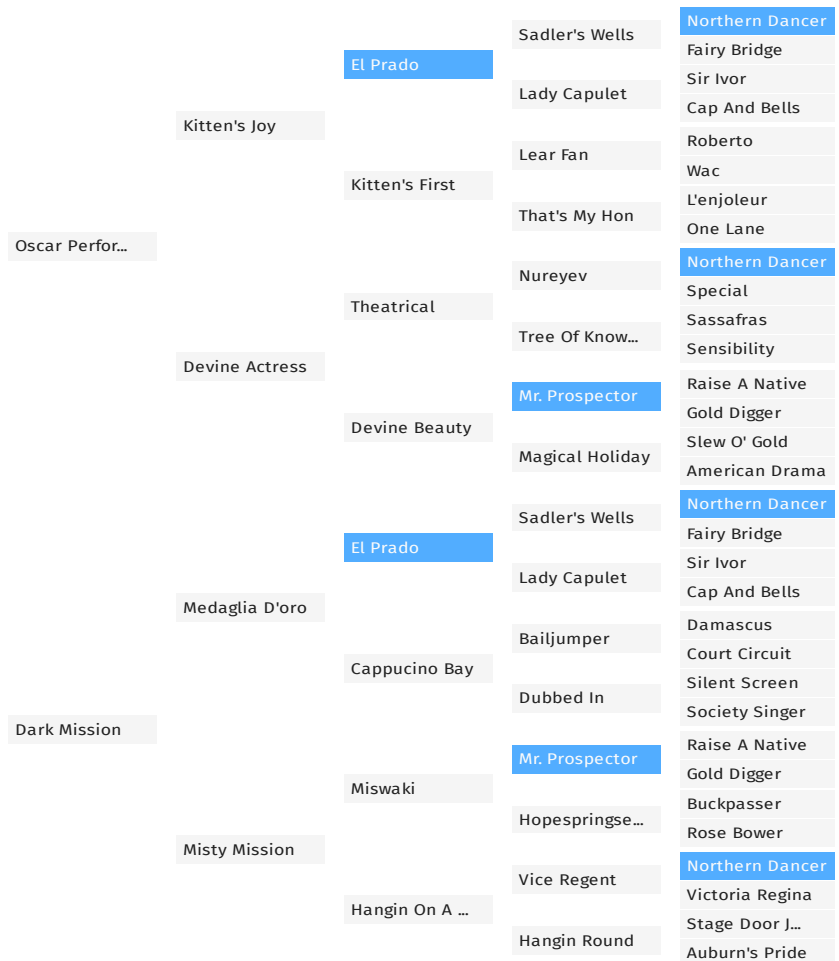 Northern Dancer
Sadler's Wells
Fairy Bridge
El Prado
Sir Ivor
Lady Capulet
Cap And Bells
Kitten's Joy
Roberto
Lear Fan
Wac
Kitten's First
L'enjoleur
That's My Hon
One Lane
Oscar Perfor...
Northern Dancer
Nureyev
Special
Theatrical
Sassafras
Tree Of Know...
Sensibility
Devine Actress
Raise A Native
Mr. Prospector
Gold Digger
Devine Beauty
Slew O' Gold
Magical Holiday
American Drama
Northern Dancer
Sadler's Wells
Fairy Bridge
El Prado
Sir Ivor
Lady Capulet
Cap And Bells
Medaglia D'oro
Damascus
Bailjumper
Court Circuit
Cappucino Bay
Silent Screen
Dubbed In
Society Singer
Dark Mission
Raise A Native
Mr. Prospector
Gold Digger
Miswaki
Buckpasser
Hopespringse...
Rose Bower
Misty Mission
Northern Dancer
Vice Regent
Victoria Regina
Hangin On A ...
Stage Door J...
Hangin Round
Auburn's Pride